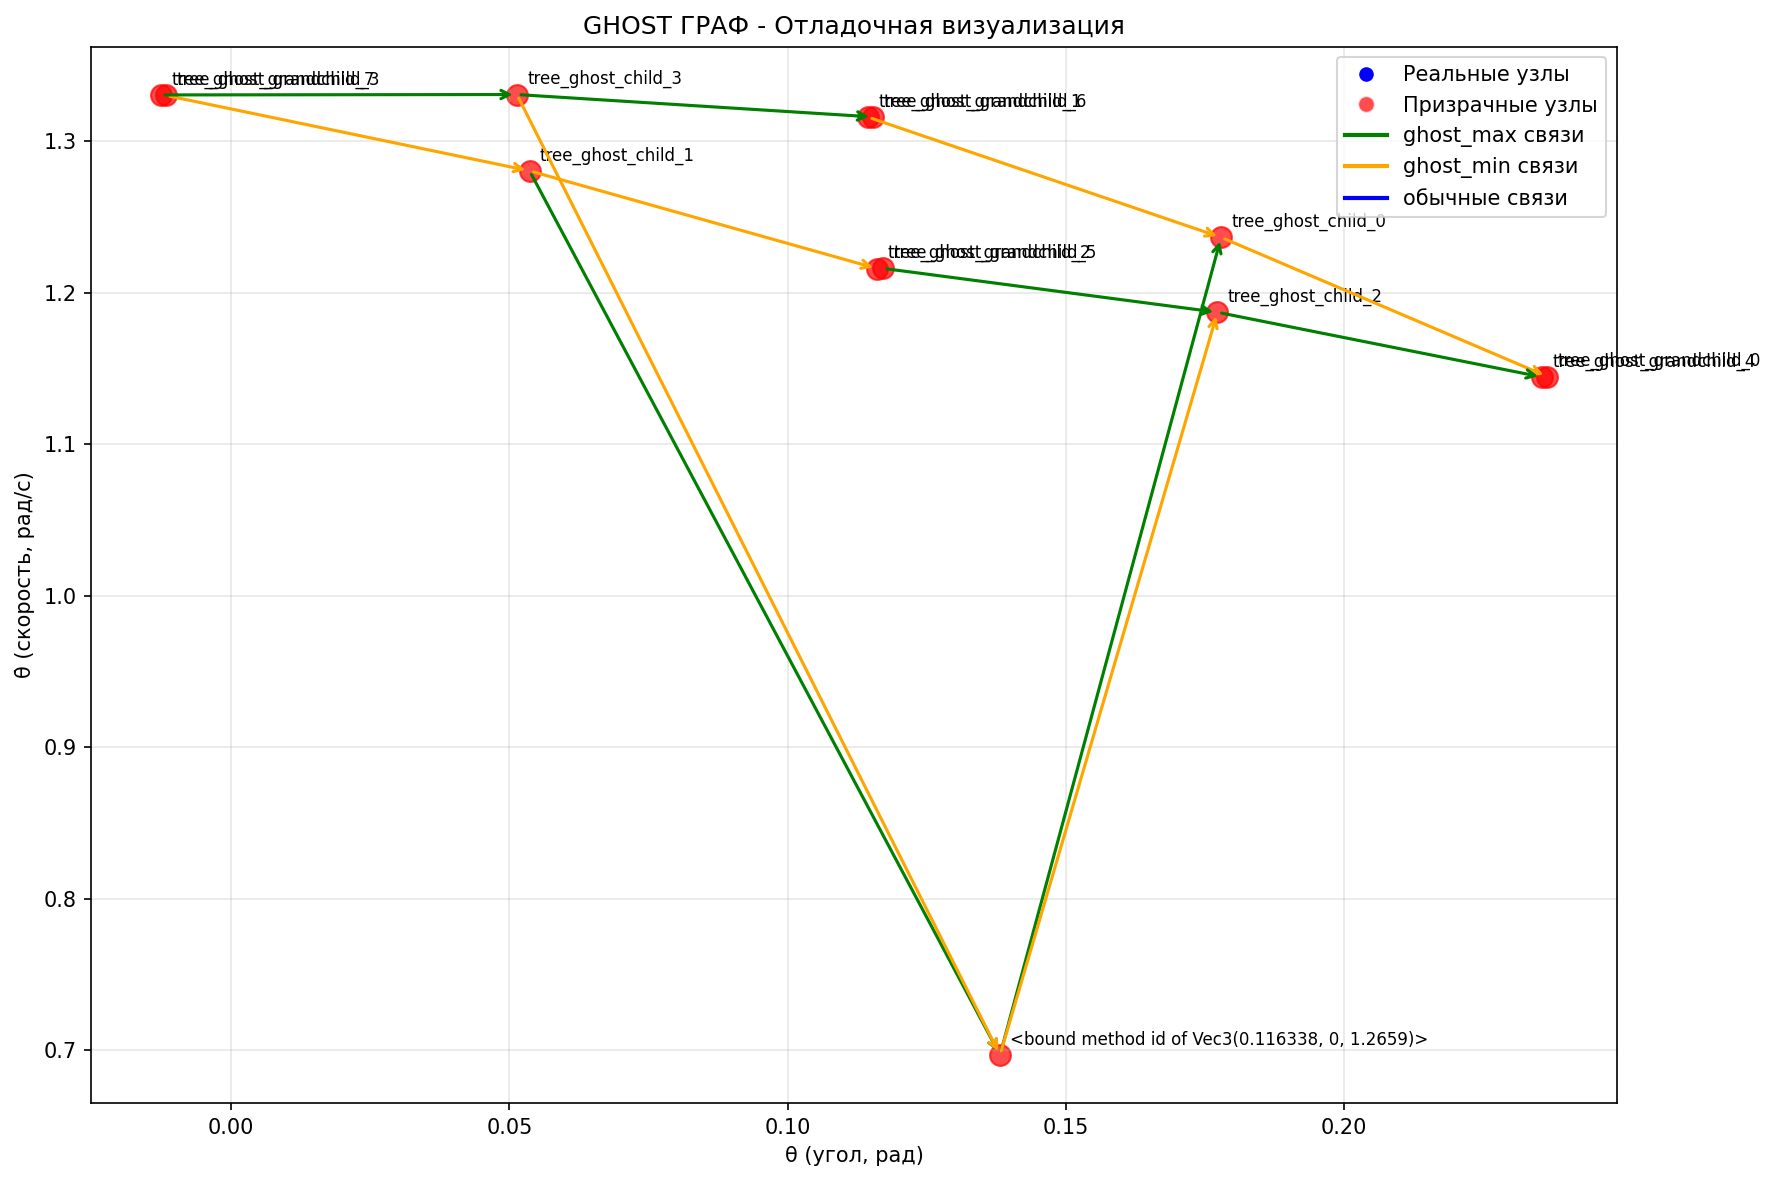 GHOST ГРАФ - Отладочная визуализация
tree_ghost_child_3
tree_ghost_child_1
tree_ghost_child_0
tree_ghost_child_2
<bound method id of Vec3(0.116338, 0, 1.2659)>
Реальные узлы
Призрачные узлы
ghost_max связи
ghost_min связи
обычные связи
1.3
1.2
1.1
1.0
0.9
0.8
0.7
θ (скорость, рад/с)
0.00
0.05
0.10
0.15
0.20
θ (угол, рад)